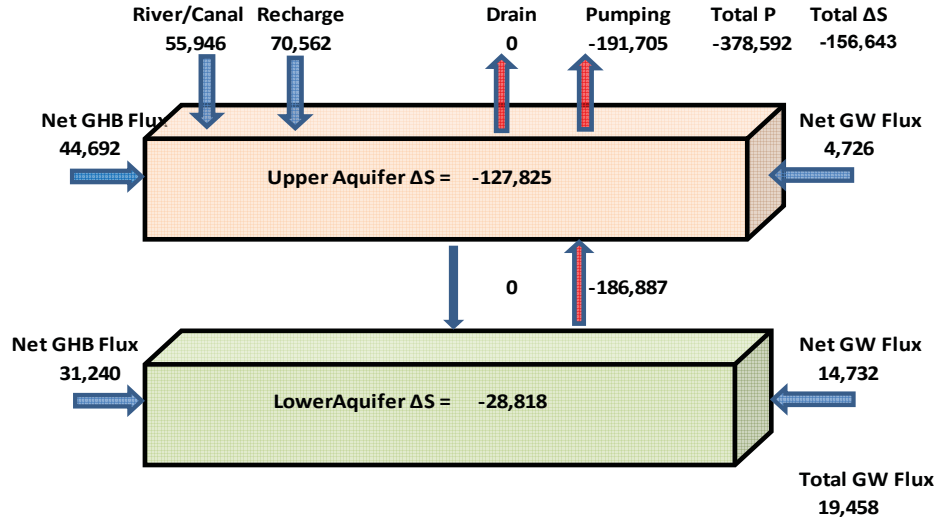 River/Canal Recharge Drain Pumping Total P Total ΔS
55,946 70,562 0 -191,705 -378,592 -156,643
Net GHB Flux Net GW Flux
44,692 4,726
Upper Aquifer ΔS = -127,825
0 -186,887
Net GHB Flux Net GW Flux
31,240 14,732
LowerAquifer ΔS = -28,818
Total GW Flux
19,458